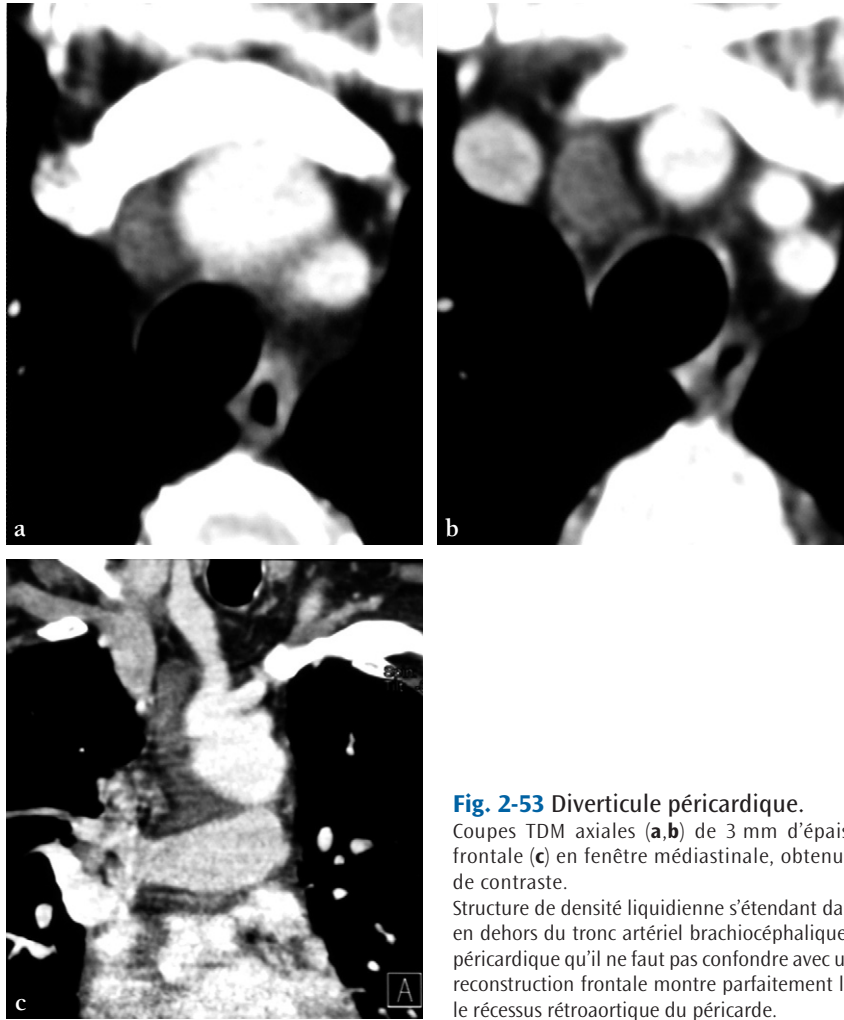 a
b
c
A
Fig. 2-53 Diverticule péricardique.
Coupes TDM axiales (a,b) de 3 mm d'épais
frontale (c) en fenêtre médiastinale, obtenu
de contraste.
Structure de densité liquidienne s'étendant da
en dehors du tronc artériel brachiocéphalique
péricardique qu'il ne faut pas confondre avec u
reconstruction frontale montre parfaitement l
le récessus rétroaortique du péricarde.